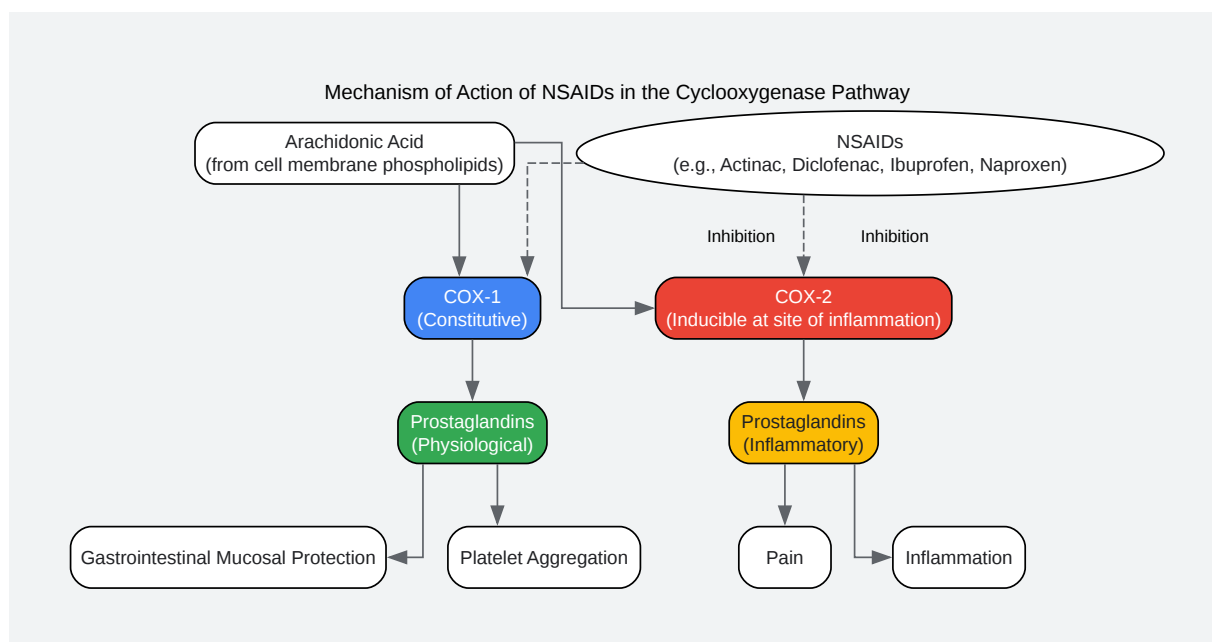 Mechanism of Action of NSAIDs in the Cyclooxygenase Pathway
Arachidonic Acid
(from cell membrane phospholipids)
NSAIDs
(e.g., Actinac, Diclofenac, Ibuprofen, Naproxen)
Inhibition
Inhibition
COX-1
(Constitutive)
COX-2
(Inducible at site of inflammation)
Prostaglandins
(Physiological)
Prostaglandins
(Inflammatory)
Gastrointestinal Mucosal Protection
Platelet Aggregation
Pain
Inflammation